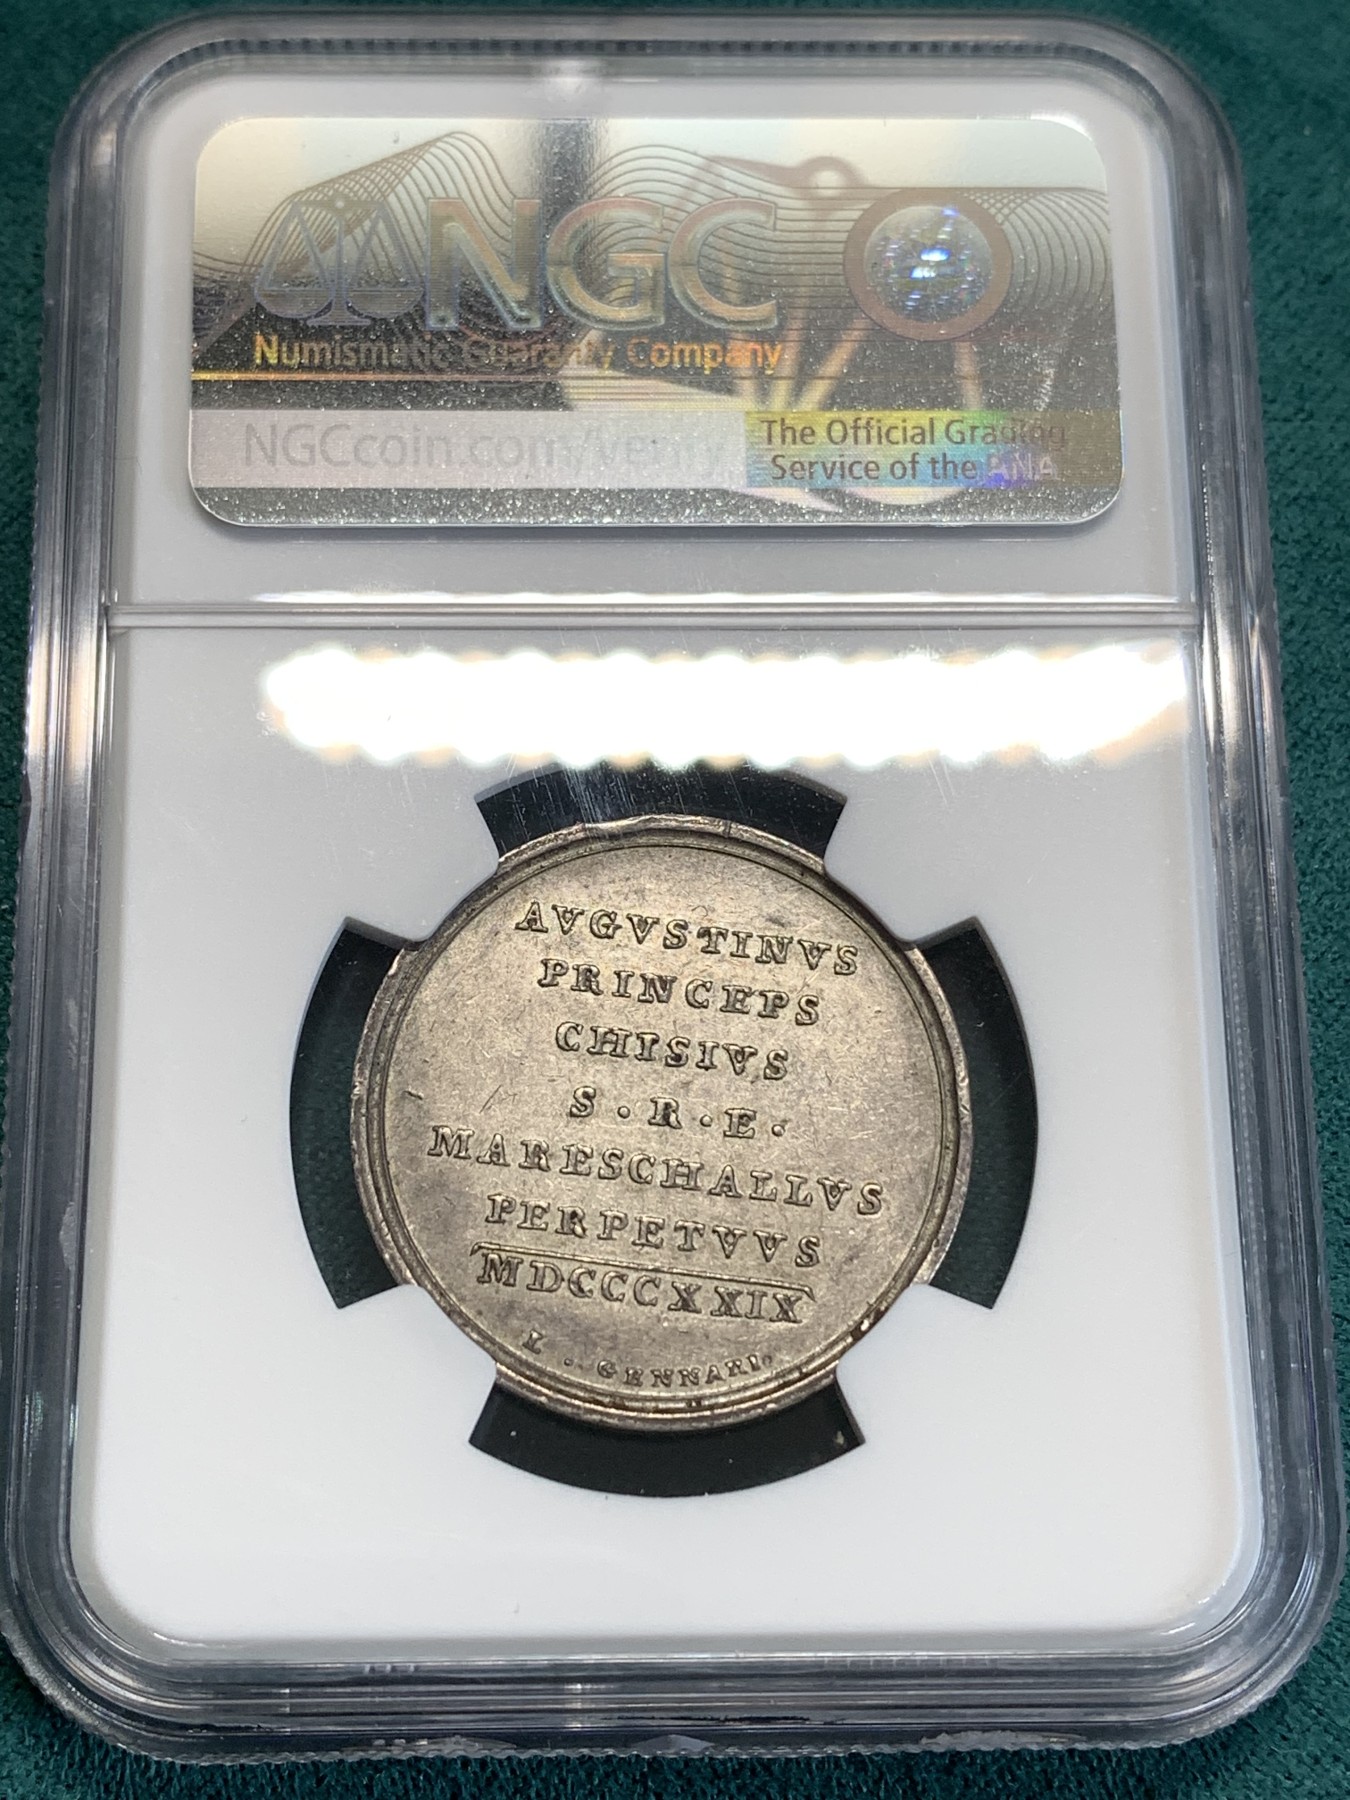 NGC
Numismatic Guaranty Company
NGCcoin.com/verify
The Official Grading
Service of the ANA
AVGVSTINVS
PRINCEPS
CHISIVS
S · R · E ·
MARESCHALLVS
PERPETVVS
MDCCCXXIX
L . GENNARI.